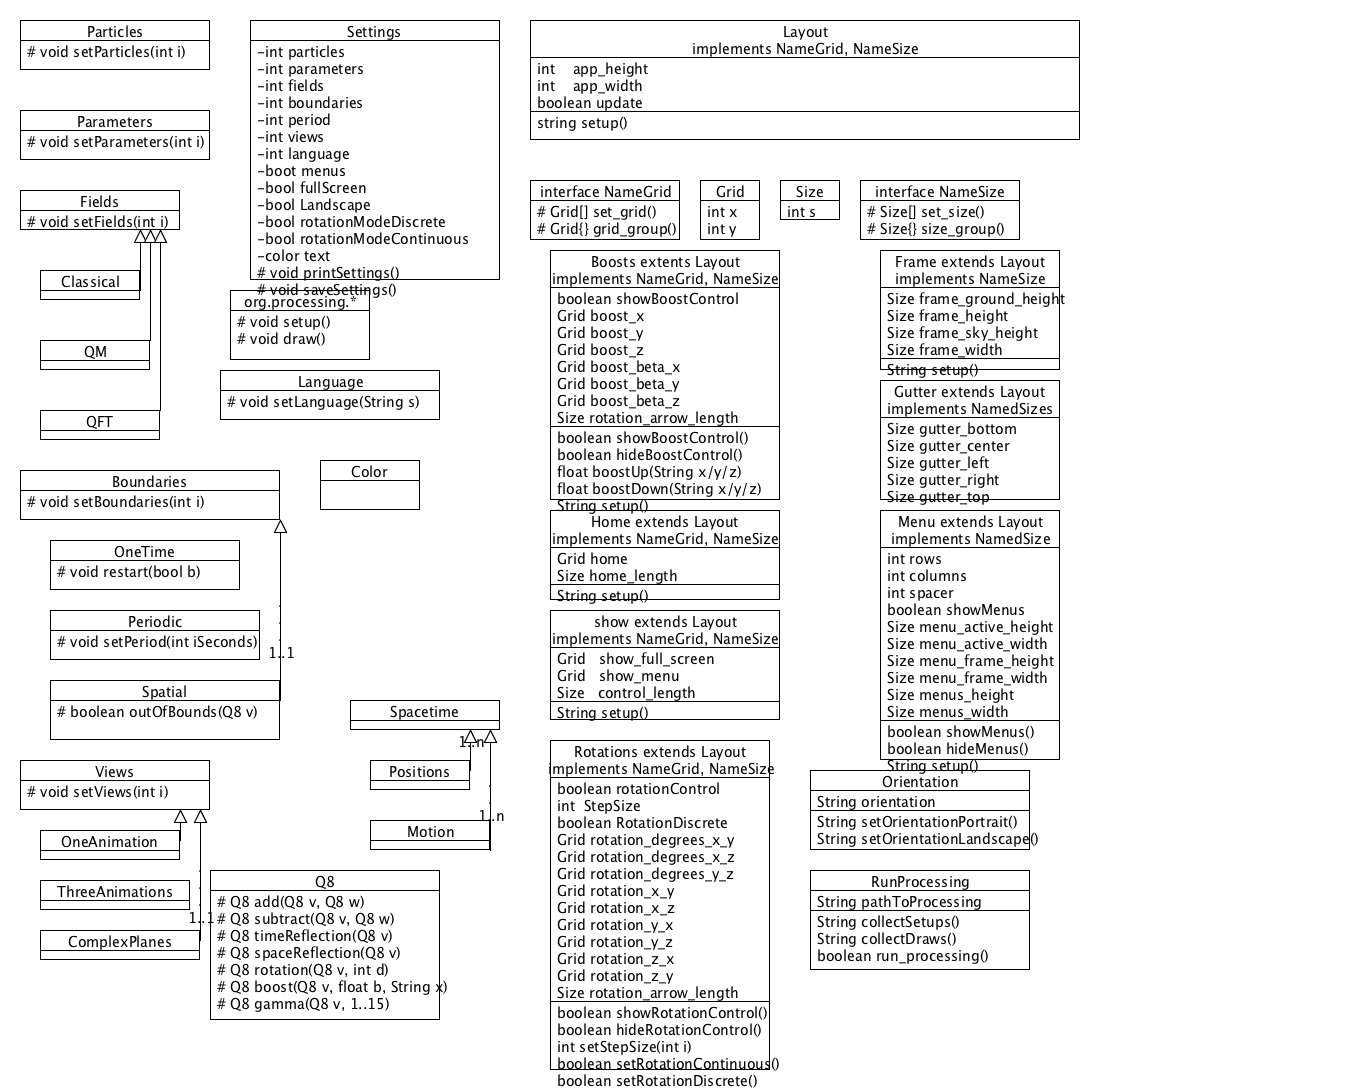 Particles
# void setParticles(int i)
Parameters
# void setParameters(int i)
Fields
# void setFields(int i)
Classical
QM
QFT
Boundaries
# void setBoundaries(int i)
OneTime
# void restart(bool b)
Periodic
# void setPeriod(int iSeconds)
1..1
Spatial
# boolean outOfBounds(Q8 v)
Views
# void setViews(int i)
OneAnimation
ThreeAnimations
1..1
ComplexPlanes
Settings
-int particles
-int parameters
-int fields
-int boundaries
-int period
-int views
-int language
-boot menus
-bool fullScreen
-bool Landscape
-bool rotationModeDiscrete
-bool rotationModeContinuous
-color text
# void printSettings()
# void saveSettings()
org.processing.*
# void setup()
# void draw()
Language
# void setLanguage(String s)
Color
Spacetime
1..n
Positions
1..n
Motion
Q8
# Q8 add(Q8 v, Q8 w)
# Q8 subtract(Q8 v, Q8 w)
# Q8 timeReflection(Q8 v)
# Q8 spaceReflection(Q8 v)
# Q8 rotation(Q8 v, int d)
# Q8 boost(Q8 v, float b, String x)
# Q8 gamma(Q8 v, 1..15)
Layout
implements NameGrid, NameSize
int app_height
int app_width
boolean update
string setup()
interface NameGrid
# Grid[] set_grid()
# Grid{} grid_group()
Grid
int x
int y
Size
int s
interface NameSize
# Size[] set_size()
# Size{} size_group()
Boosts extents Layout
implements NameGrid, NameSize
boolean showBoostControl
Grid boost_x
Grid boost_y
Grid boost_z
Grid boost_beta_x
Grid boost_beta_y
Grid boost_beta_z
Size rotation_arrow_length
boolean showBoostControl()
boolean hideBoostControl()
float boostUp(String x/y/z)
float boostDown(String x/y/z)
String setup()
Home extends Layout
implements NameGrid, NameSize
Grid home
Size home_length
String setup()
show extends Layout
implements NameGrid, NameSize
Grid show_full_screen
Grid show_menu
Size control_length
String setup()
Rotations extends Layout
implements NameGrid, NameSize
boolean rotationControl
int StepSize
boolean RotationDiscrete
Grid rotation_degrees_x_y
Grid rotation_degrees_x_z
Grid rotation_degrees_y_z
Grid rotation_x_y
Grid rotation_x_z
Grid rotation_y_x
Grid rotation_y_z
Grid rotation_z_x
Grid rotation_z_y
Size rotation_arrow_length
boolean showRotationControl()
boolean hideRotationControl()
int setStepSize(int i)
boolean setRotationContinuous()
boolean setRotationDiscrete()
Frame extends Layout
implements NameSize
Size frame_ground_height
Size frame_height
Size frame_sky_height
Size frame_width
String setup()
Gutter extends Layout
implements NamedSizes
Size gutter_bottom
Size gutter_center
Size gutter_left
Size gutter_right
Size gutter_top
Menu extends Layout
implements NamedSize
int rows
int columns
int spacer
boolean showMenus
Size menu_active_height
Size menu_active_width
Size menu_frame_height
Size menu_frame_width
Size menus_height
Size menus_width
boolean showMenus()
boolean hideMenus()
String setup()
Orientation
String orientation
String setOrientationPortrait()
String setOrientationLandscape()
RunProcessing
String pathToProcessing
String collectSetups()
String collectDraws()
boolean run_processing()